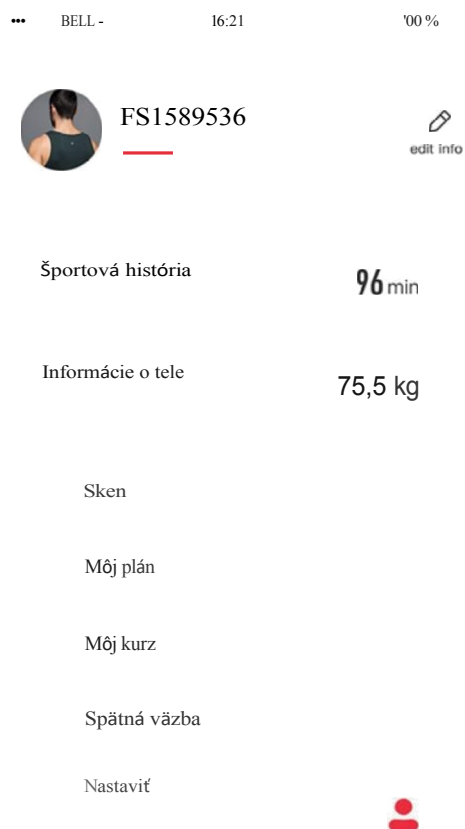 ••• BELL - 16:21 '00 %
FS1589536
edit info
Športová história 96 min
Informácie o tele 75,5 kg
Sken
Môj plán
Môj kurz
Spätná väzba
Nastaviť